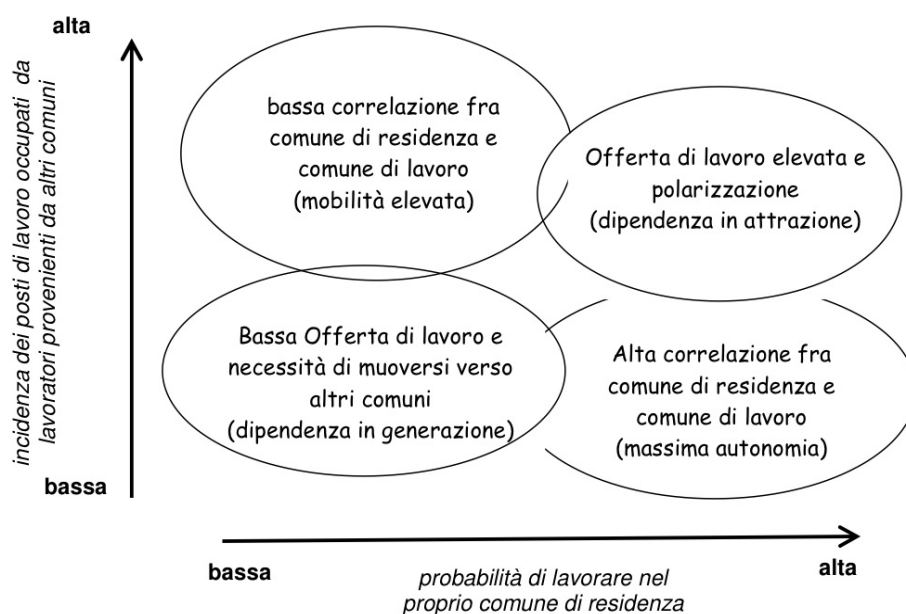 alta
incidenza dei posti di lavoro occupati da
lavoratori provenienti da altri comuni
bassa
bassa correlazione fra
comune di residenza e
comune di lavoro
(mobilità elevata)
Offerta di lavoro elevata e
polarizzazione
(dipendenza in attrazione)
Bassa Offerta di lavoro e
necessità di muoversi verso
altri comuni
(dipendenza in generazione)
Alta correlazione fra
comune di residenza e
comune di lavoro
(massima autonomia)
bassa
alta
probabilità di lavorare nel
proprio comune di residenza